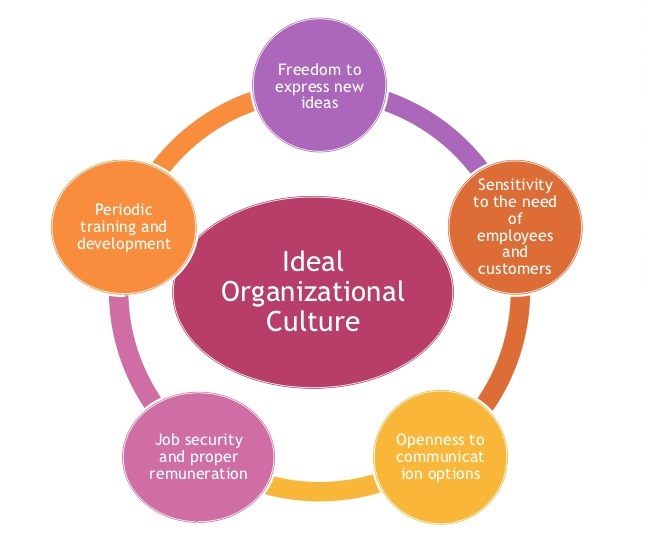 Freedom to
express new
ideas
Sensitivity
to the need
of
employees
and
customers
Openness to
communicat
ion options
Job security
and proper
remuneration
Periodic
training and
development
Ideal
Organizational
Culture